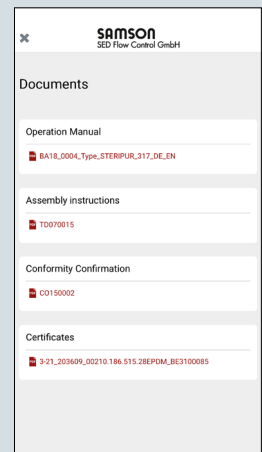 SAMSON
SED Flow Control GmbH
Documents
Operation Manual
BA18_0004_Type_STERIPUR_317_DE_EN
Assembly instructions
TD070015
Conformity Confirmation
CO150002
Certificates
3-21_203609_00210.186.515.28EPDM_BE3100085